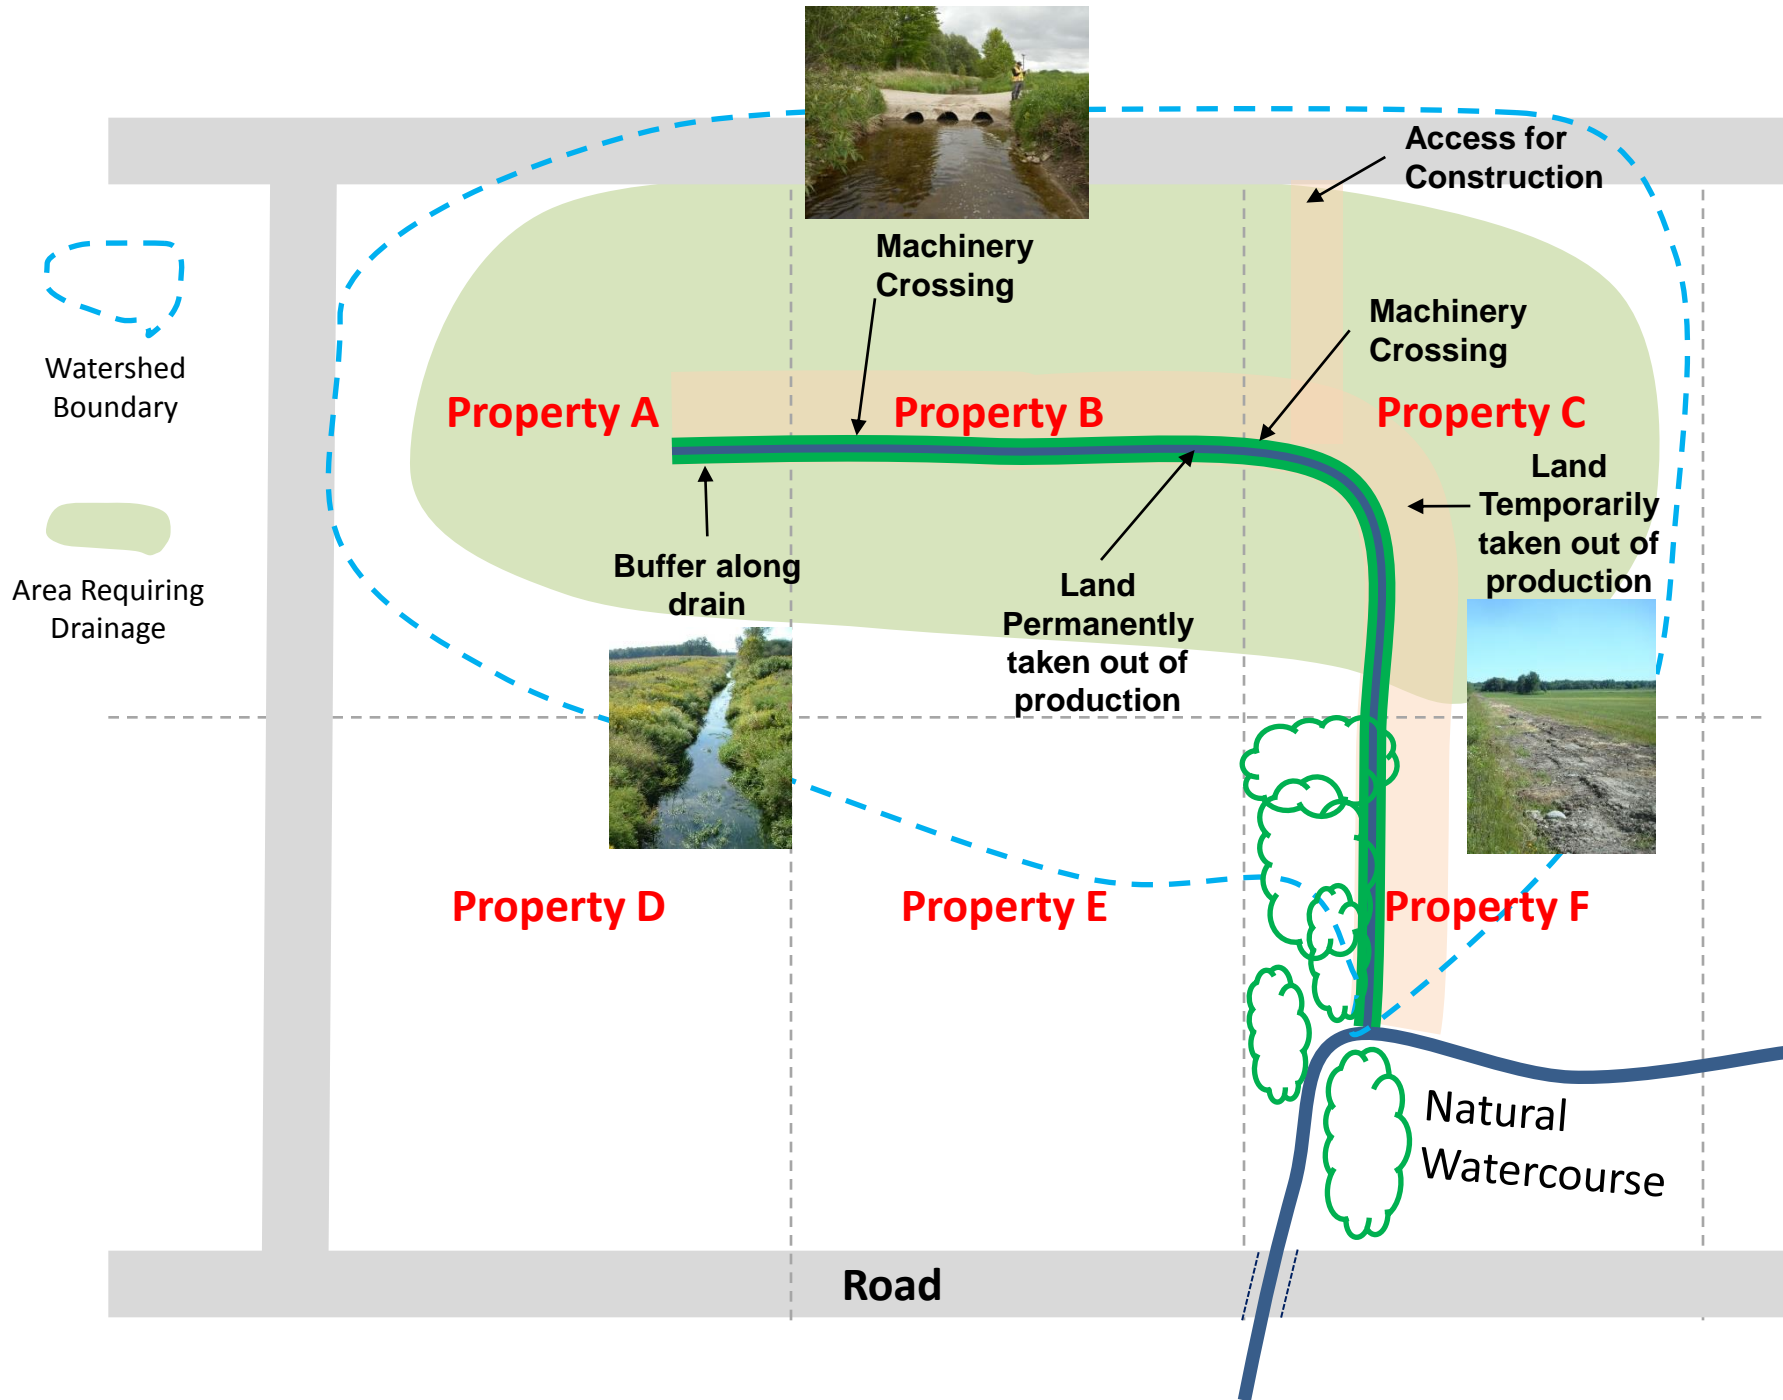 Access for
Construction
Machinery
Crossing
Machinery
Crossing
Watershed
Boundary
Property A
Property B
Property C
Land
Temporarily
taken out of
production
Buffer along
drain
Land
Permanently
taken out of
production
Area Requiring
Drainage
Property D
Property E
Property F
Natural
Watercourse
Road